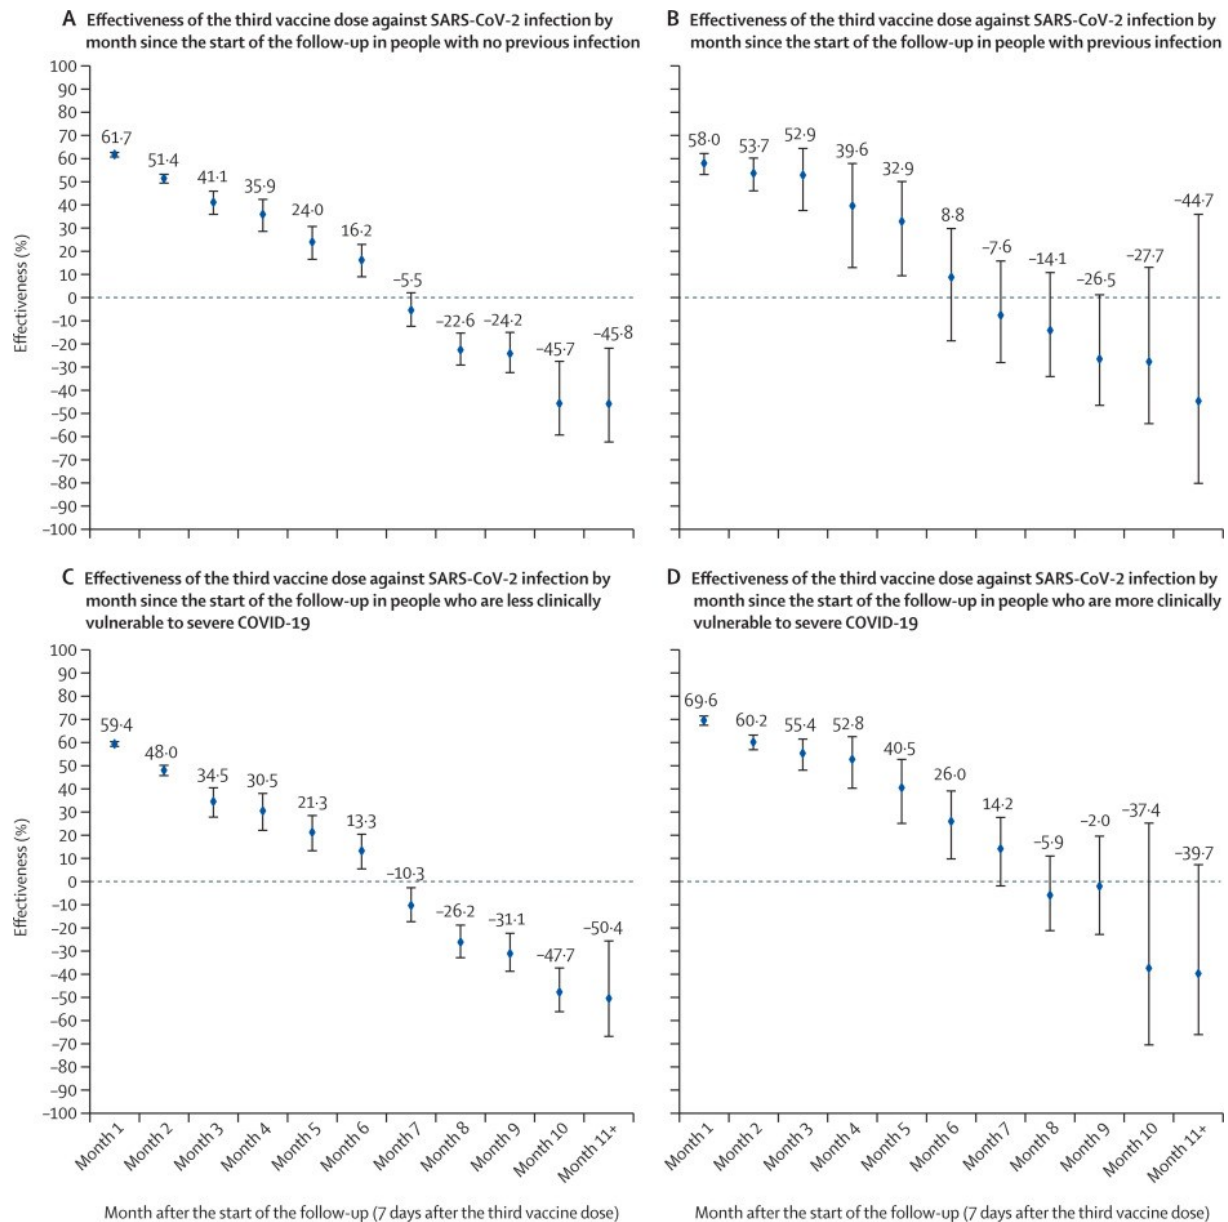 A Effectiveness of the third vaccine dose against SARS-CoV-2 infection by
month since the start of the follow-up in people with no previous infection
Effectiveness (%)
100
90
80
70
60
50
40
30
20
10
0
–10
–20
–30
–40
–50
–60
–70
–80
–90
–100
61·7
51·4
41·1
35·9
24·0
16·2
–5·5
–22·6
–24·2
–45·7
–45·8
B Effectiveness of the third vaccine dose against SARS-CoV-2 infection by
month since the start of the follow-up in people with previous infection
58·0
53·7
52·9
39·6
32·9
8·8
–7·6
–14·1
–26·5
–27·7
–44·7
C Effectiveness of the third vaccine dose against SARS-CoV-2 infection by
month since the start of the follow-up in people who are less clinically
vulnerable to severe COVID-19
Effectiveness (%)
100
90
80
70
60
50
40
30
20
10
0
–10
–20
–30
–40
–50
–60
–70
–80
–90
–100
59·4
48·0
34·5
30·5
21·3
13·3
–10·3
–26·2
–31·1
–47·7
–50·4
Month 1
Month 2
Month 3
Month 4
Month 5
Month 6
Month 7
Month 8
Month 9
Month 10
Month 11+
Month after the start of the follow-up (7 days after the third vaccine dose)
D Effectiveness of the third vaccine dose against SARS-CoV-2 infection by
month since the start of the follow-up in people who are more clinically
vulnerable to severe COVID-19
69·6
60·2
55·4
52·8
40·5
26·0
14·2
–5·9
–2·0
–37·4
–39·7
Month 1
Month 2
Month 3
Month 4
Month 5
Month 6
Month 7
Month 8
Month 9
Month 10
Month 11+
Month after the start of the follow-up (7 days after the third vaccine dose)